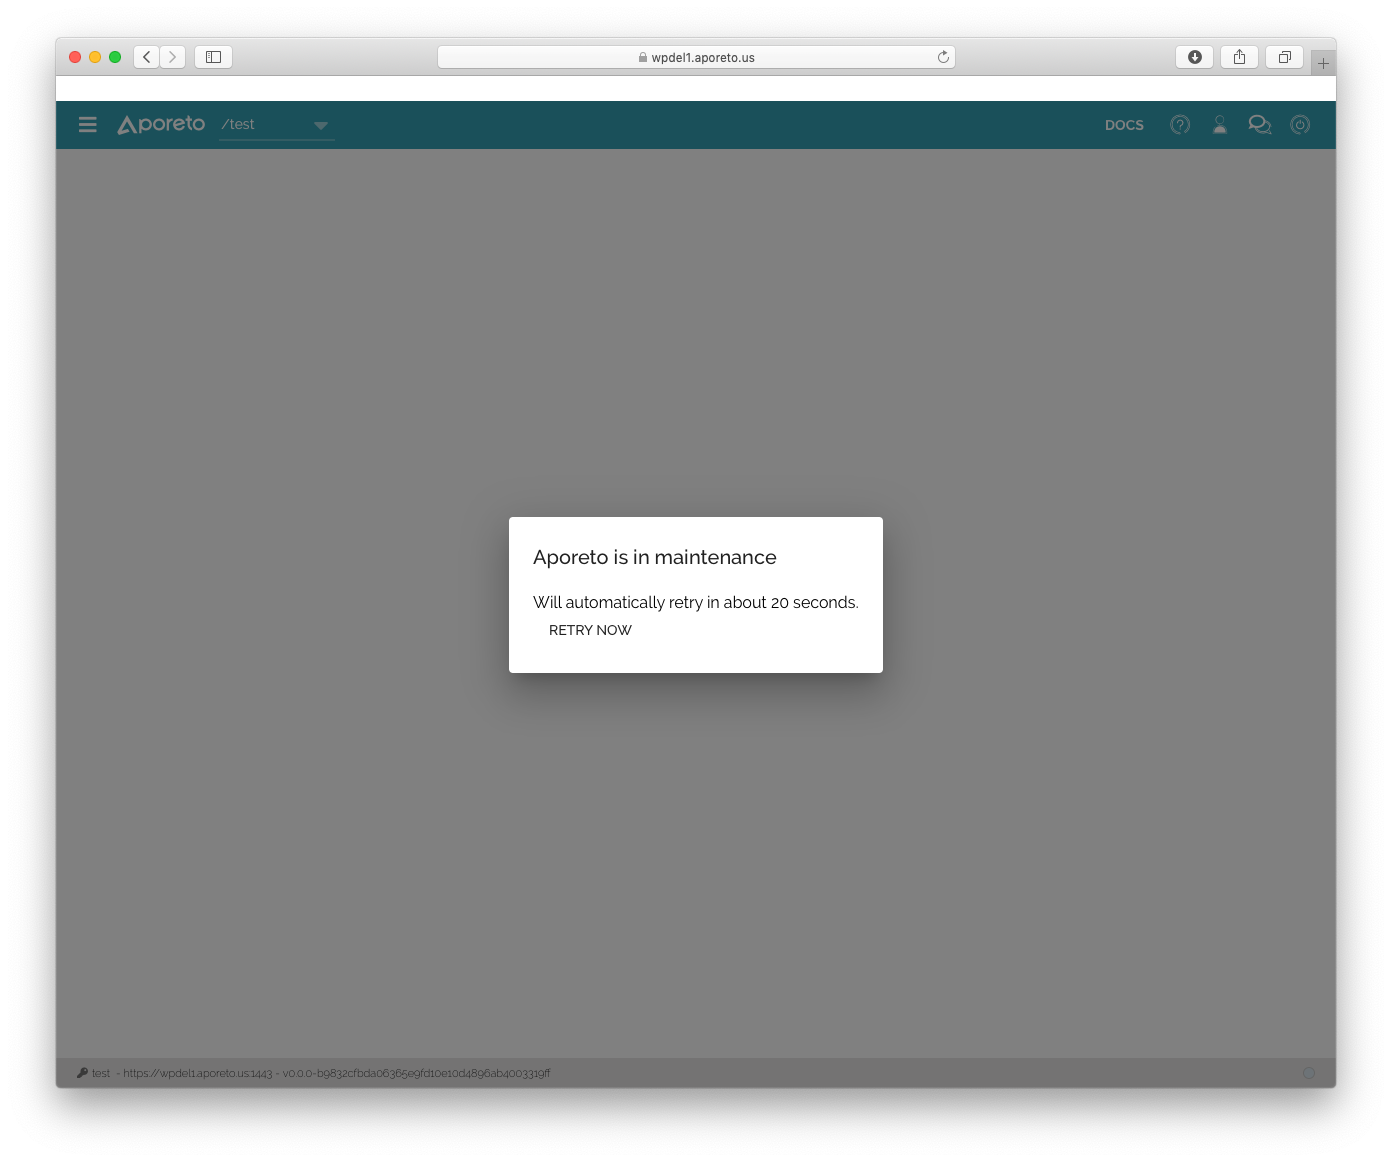 wpdel1.aporeto.us
Aporeto /test DOCS
Aporeto is in maintenance
Will automatically retry in about 20 seconds.
RETRY NOW
test - https://wpdel1.aporeto.us:1443 - v0.0.0-b9832cfbda06365e9fd10e10d4896ab4003319ff